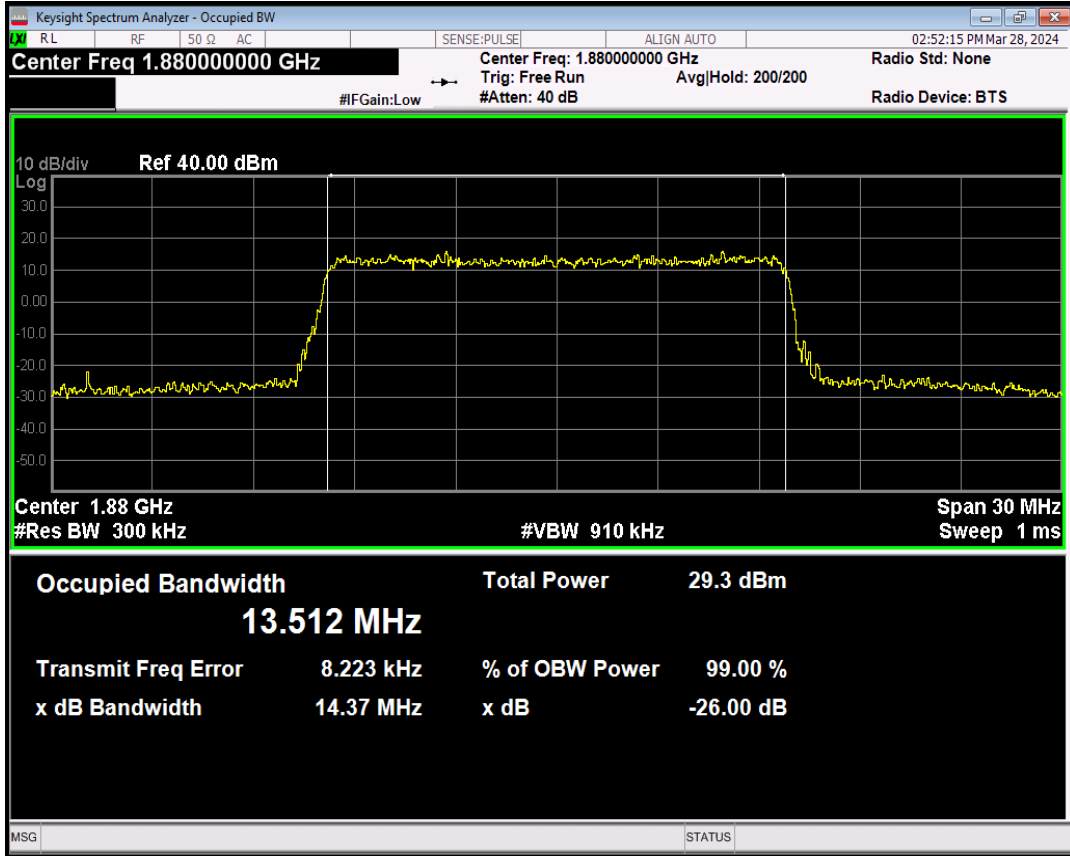 Keysight Spectrum Analyzer - Occupied BW
LXI RL RF 50 Ω AC SENSE:PULSE ALIGN AUTO 02:52:15 PM Mar 28, 2024
Center Freq 1.880000000 GHz
Center Freq: 1.880000000 GHz
Radio Std: None
Trig: Free Run Avg|Hold: 200/200
#IFGain:Low #Atten: 40 dB Radio Device: BTS
10 dB/div Ref 40.00 dBm
Log
30.0
20.0
10.0
0.00
-10.0
-20.0
-30.0
-40.0
-50.0
Center 1.88 GHz Span 30 MHz
#Res BW 300 kHz #VBW 910 kHz Sweep 1 ms
Occupied Bandwidth Total Power 29.3 dBm
13.512 MHz
Transmit Freq Error 8.223 kHz % of OBW Power 99.00 %
x dB Bandwidth 14.37 MHz x dB -26.00 dB
MSG STATUS